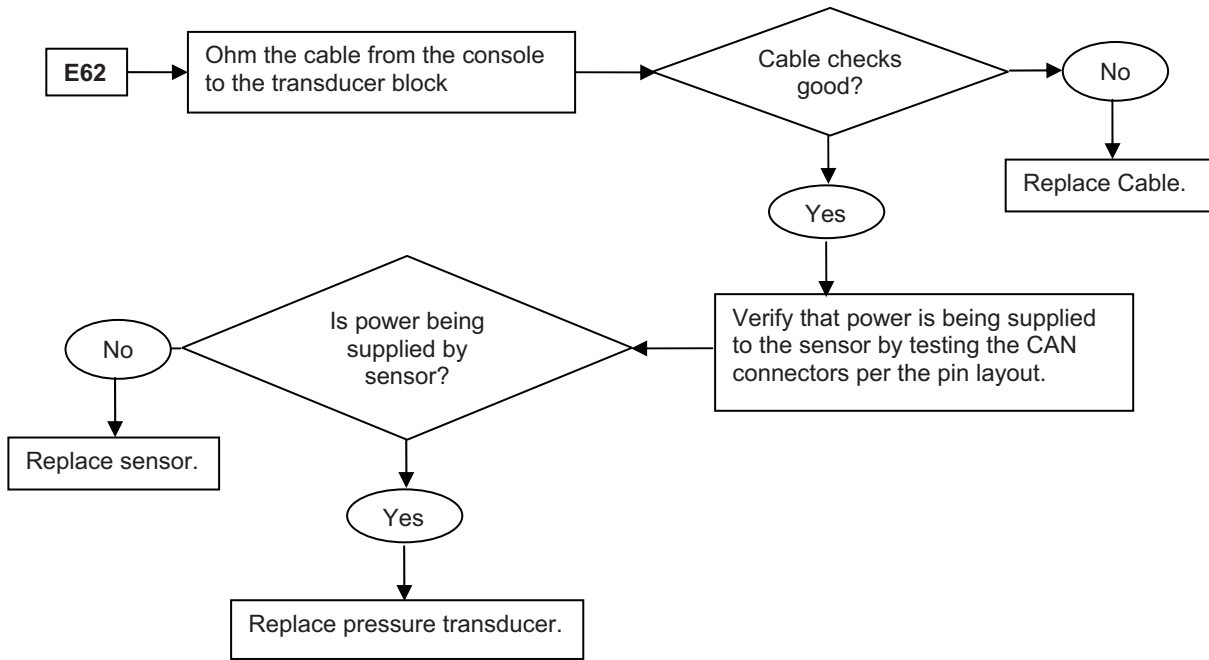 E62
Ohm the cable from the console
to the transducer block
Cable checks
good?
No
Replace Cable.
Yes
Verify that power is being supplied
to the sensor by testing the CAN
connectors per the pin layout.
Is power being
supplied by
sensor?
No
Replace sensor.
Yes
Replace pressure transducer.